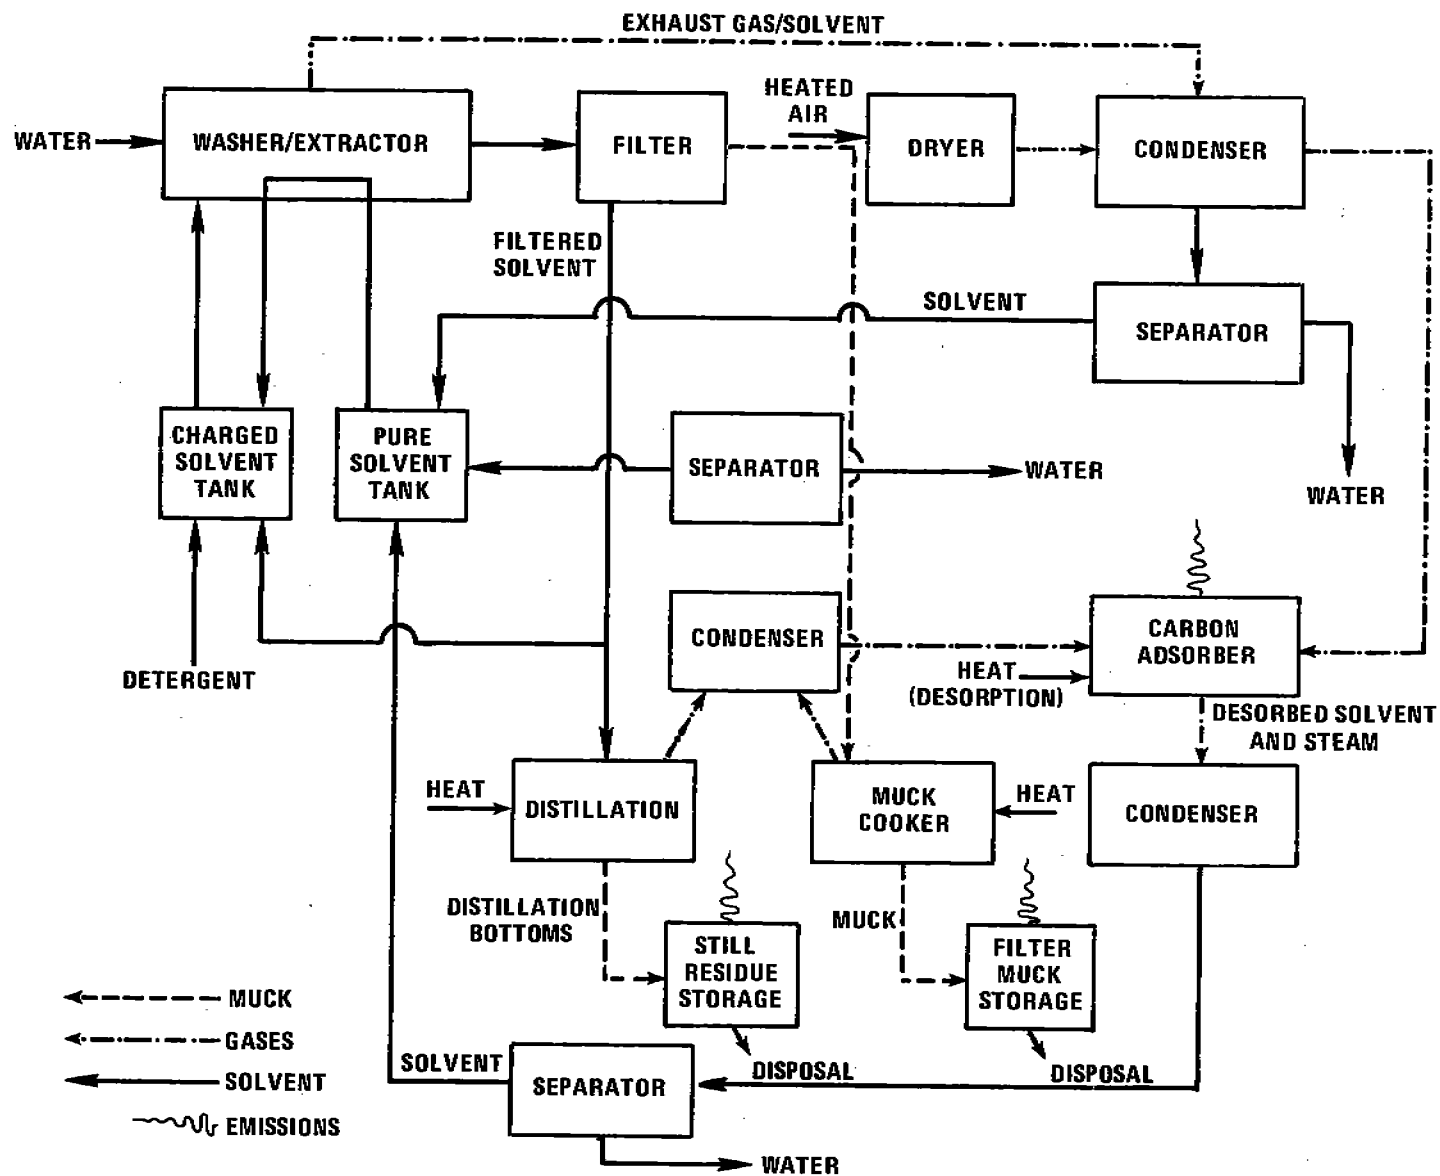 EXHAUST GAS/SOLVENT
WATER
WASHER/EXTRACTOR
FILTER
HEATED
AIR
DRYER
CONDENSER
FILTERED
SOLVENT
SOLVENT
SEPARATOR
CHARGED
SOLVENT
TANK
PURE
SOLVENT
TANK
SEPARATOR
WATER
WATER
DETERGENT
CONDENSER
CARBON
ADSORBER
HEAT
(DESORPTION)
DESORBED SOLVENT
AND STEAM
HEAT
DISTILLATION
MUCK
COOKER
HEAT
CONDENSER
DISTILLATION
BOTTOMS
STILL
RESIDUE
STORAGE
MUCK
FILTER
MUCK
STORAGE
MUCK
GASES
SOLVENT
EMISSIONS
SOLVENT
SEPARATOR
DISPOSAL
DISPOSAL
WATER